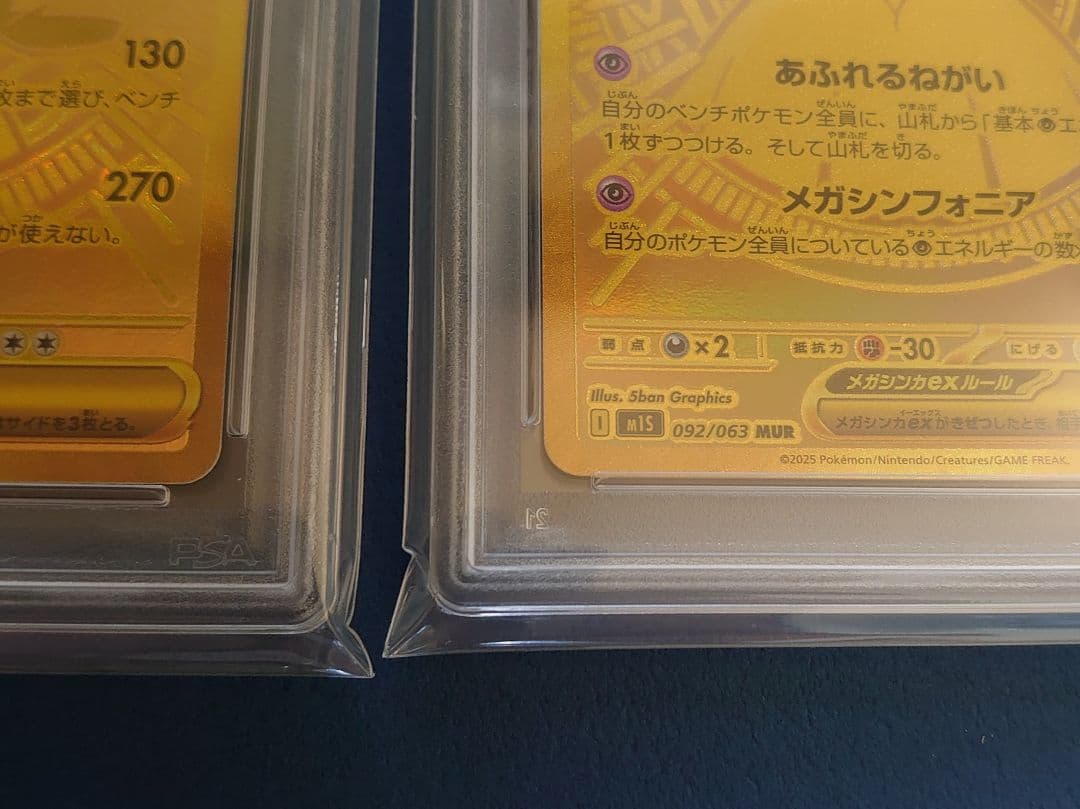 130
枚まで選び、ベンチ
270
が使えない。
はサイドを3枚とる。
PSA
あふれるねがい
自分のベンチポケモン全員に、山札から「基本エ
1枚ずつつける。そして山札を切る。
メガシンフォニア
自分のポケモン全員についているエネルギーの数×
弱点 ×2 抵抗力 -30 にげる
メガシンカexルール
メガシンカexがきぜつしたとき、相手
Illus. 5ban Graphics
I M1S 092/063 MUR
©2025 Pokémon/Nintendo/Creatures/GAME FREAK.
21